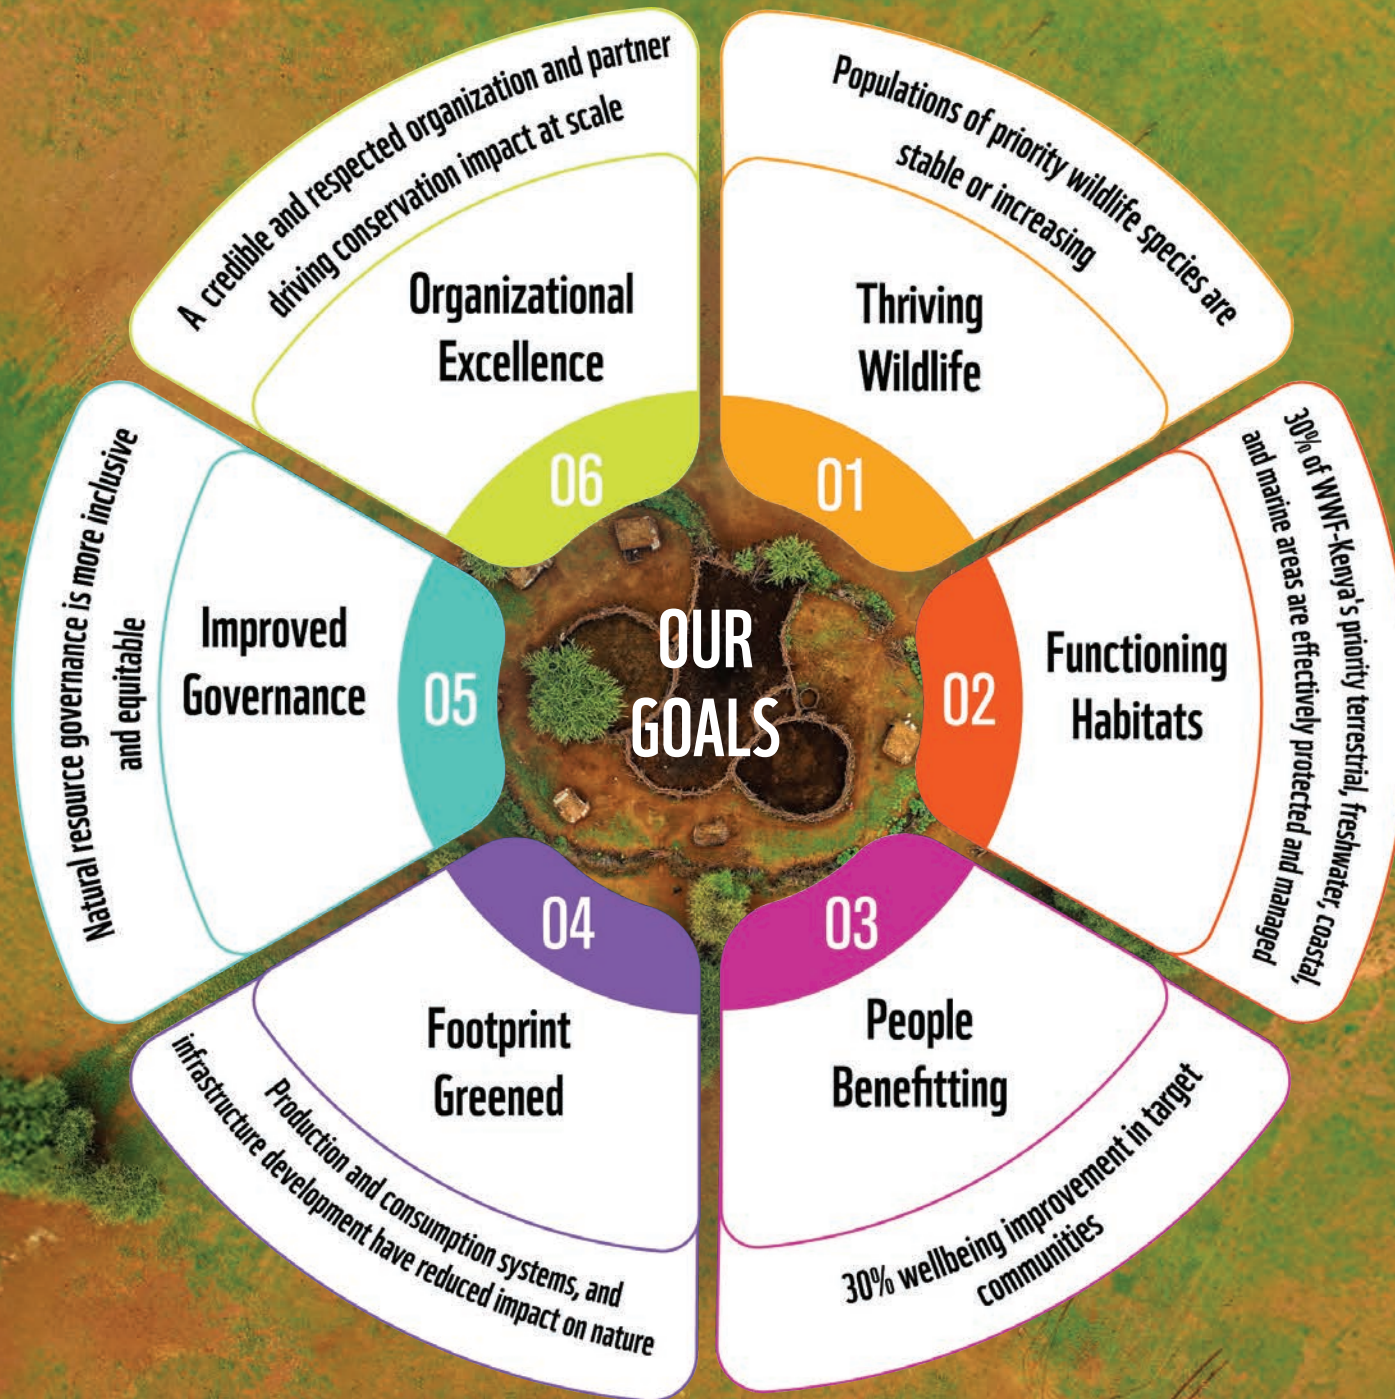 OUR
GOALS
01
Thriving
Wildlife
Populations of priority wildlife species are
stable or increasing
02
Functioning
Habitats
30% of WWF-Kenya's priority terrestrial, freshwater, coastal,
and marine areas are effectively protected and managed
03
People
Benefitting
30% wellbeing improvement in target
communities
04
Footprint
Greened
Production and consumption systems, and
infrastructure development have reduced impact on nature
05
Improved
Governance
Natural resource governance is more inclusive
and equitable
06
Organizational
Excellence
A credible and respected organization and partner
driving conservation impact at scale